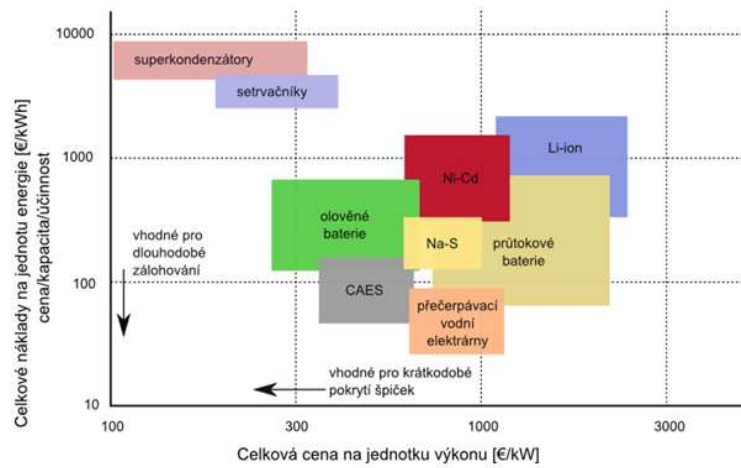 Celkové náklady na jednotu energie [€/kWh]
cena/kapacita/účinnost
10000
1000
100
10
superkondenzátory
setrvačníky
Li-ion
Ni-Cd
olověné
baterie
Na-S
průtokové
baterie
vhodné pro
dlouhodobé
zálohování
CAES
přečerpávací
vodní
elektrárny
vhodné pro krátkodobé
pokrytí špiček
100
300
1000
3000
Celková cena na jednotku výkonu [€/kW]